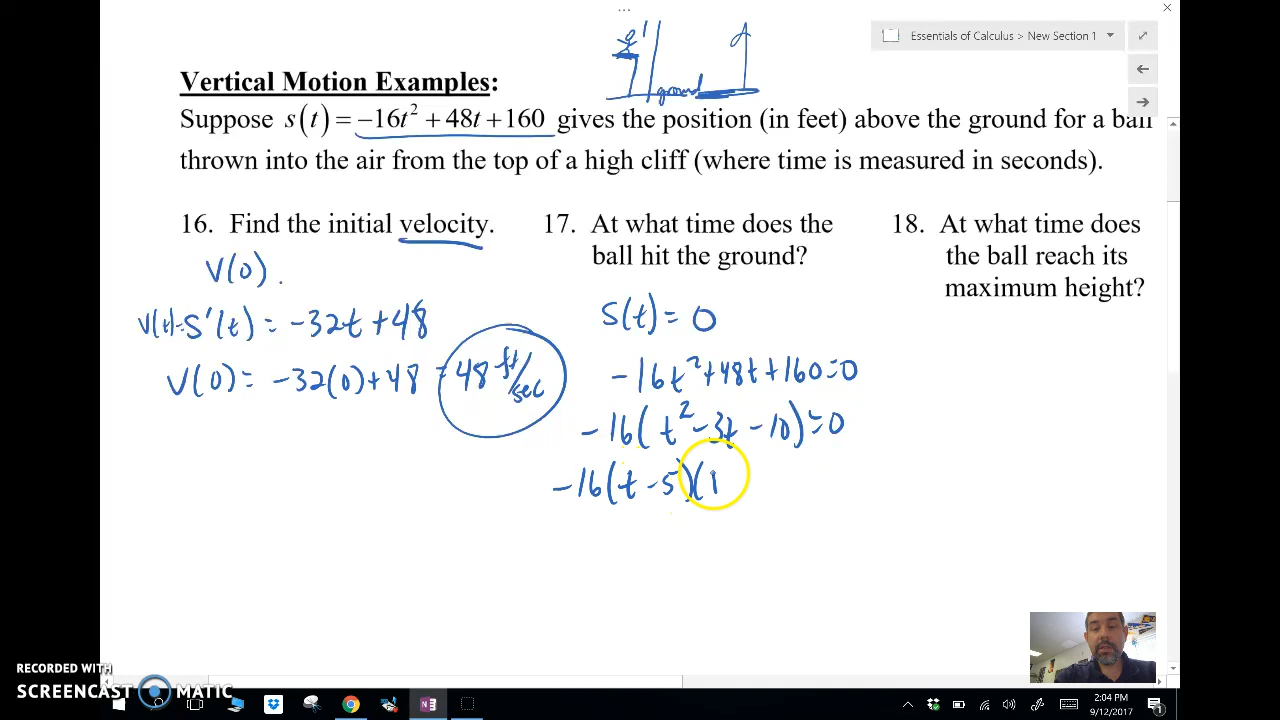 Essentials of Calculus > New Section 1
ground
Vertical Motion Examples:
Suppose s(t) = −16t² + 48t + 160 gives the position (in feet) above the ground for a ball
thrown into the air from the top of a high cliff (where time is measured in seconds).
16. Find the initial velocity.
V(0).
V(t)=S'(t) = -32t +48
V(0) = -32(0)+48 = 48 ft/sec
17. At what time does the
ball hit the ground?
S(t) = 0
-16t²+48t+160=0
-16(t²-3t-10)=0
-16(t-5)(
18. At what time does
the ball reach its
maximum height?
RECORDED WITH
SCREENCAST MATIC
2:04 PM
9/12/2017